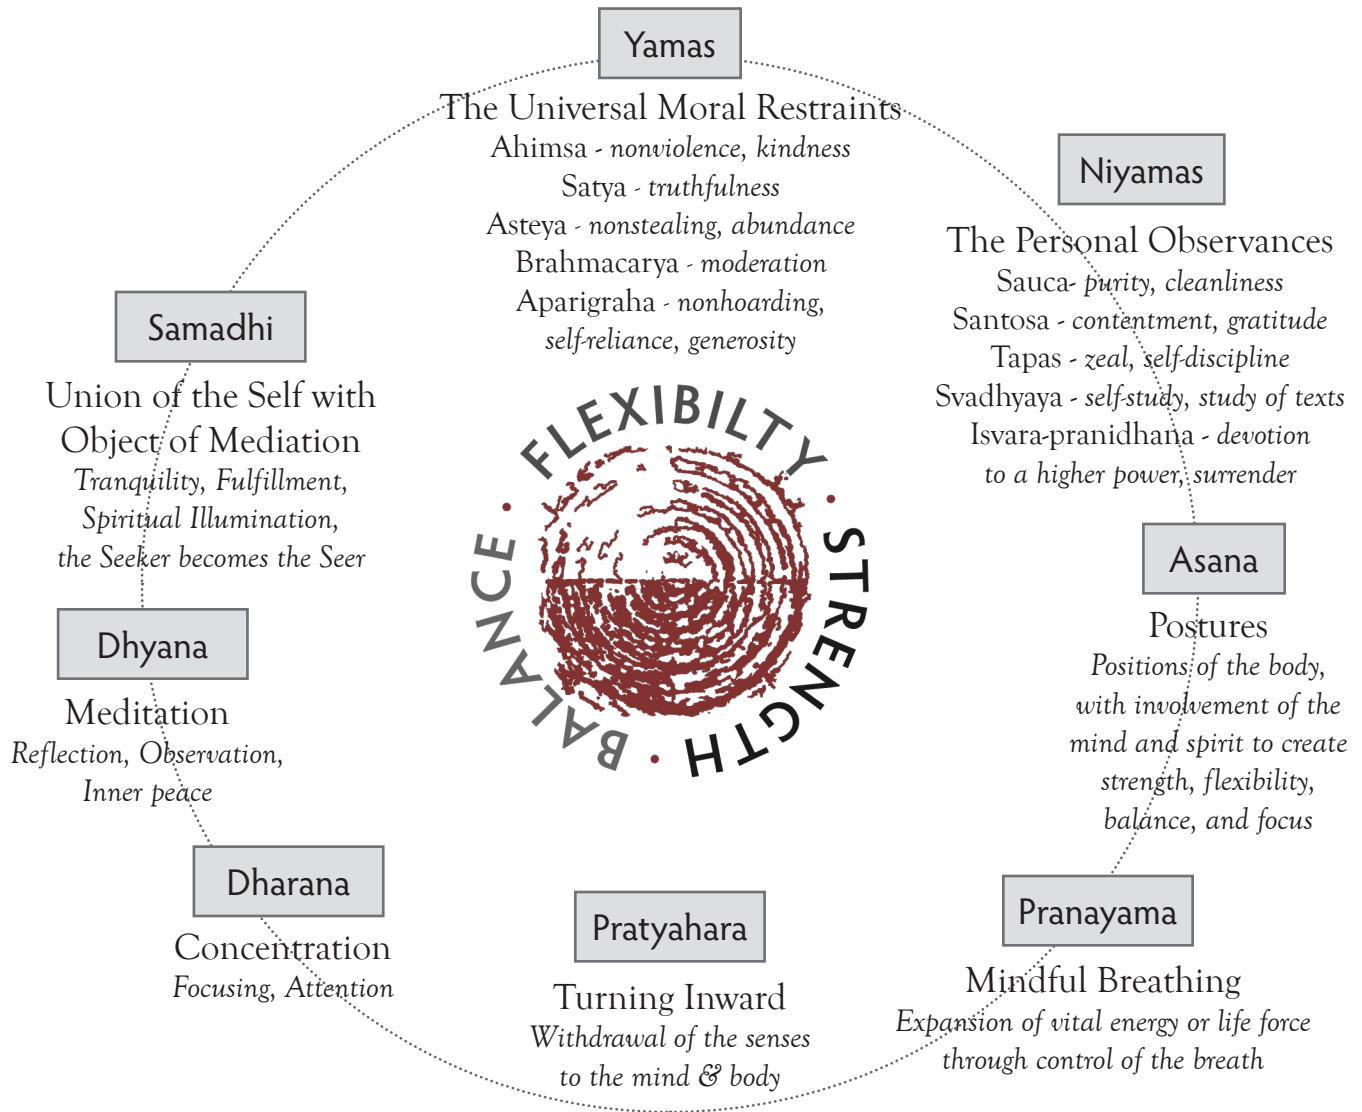 Yamas
The Universal Moral Restraints
Ahimsa - nonviolence, kindness
Satya - truthfulness
Asteya - nonstealing, abundance
Brahmacarya - moderation
Aparigraha - nonhoarding,
self-reliance, generosity
Niyamas
The Personal Observances
Sauca- purity, cleanliness
Santosa - contentment, gratitude
Tapas - zeal, self-discipline
Svadhyaya - self-study, study of texts
Isvara-pranidhana - devotion
to a higher power, surrender
Asana
Postures
Positions of the body,
with involvement of the
mind and spirit to create
strength, flexibility,
balance, and focus
Pranayama
Mindful Breathing
Expansion of vital energy or life force
through control of the breath
Pratyahara
Turning Inward
Withdrawal of the senses
to the mind & body
Dharana
Concentration
Focusing, Attention
Dhyana
Meditation
Reflection, Observation,
Inner peace
Samadhi
Union of the Self with
Object of Mediation
Tranquility, Fulfillment,
Spiritual Illumination,
the Seeker becomes the Seer
FLEXIBILTY · STRENGTH · BALANCE ·